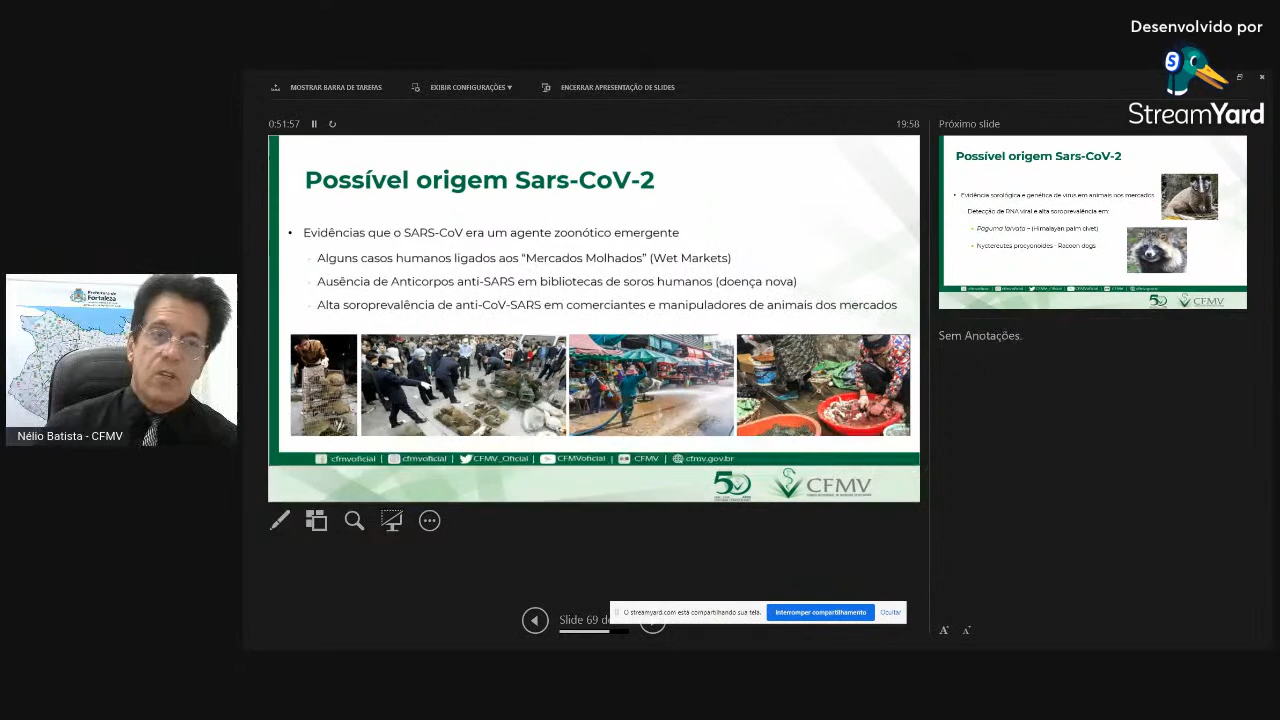 Desenvolvido por
StreamYard
MOSTRAR BARRA DE TAREFAS
EXIBIR CONFIGURAÇÕES ▼
ENCERRAR APRESENTAÇÃO DE SLIDES
0:51:57
19:58
Próximo slide
Possível origem Sars-CoV-2
• Evidências que o SARS-CoV era um agente zoonótico emergente
Alguns casos humanos ligados aos “Mercados Molhados” (Wet Markets)
Ausência de Anticorpos anti-SARS em bibliotecas de soros humanos (doença nova)
Alta soroprevalência de anti-CoV-SARS em comerciantes e manipuladores de animais dos mercados
cfmvoficial | cfmvoficial | CFMV_Oficial | CFMVoficial | CFMV | cfmv.gov.br
50
CFMV
Possível origem Sars-CoV-2
• Evidência sorológica e genética de vírus em animais nos mercados
Detecção de RNA viral e alta soroprevalência em:
• Paguma larvata – (Himalayan palm civet)
• Nyctereutes procyonoides - Racoon dogs
50
CFMV
Sem Anotações.
Prefeitura de
Fortaleza
Nélio Batista - CFMV
Slide 69 d
O streamyard.com está compartilhando sua tela.
Interromper compartilhamento
Ocultar
A
A